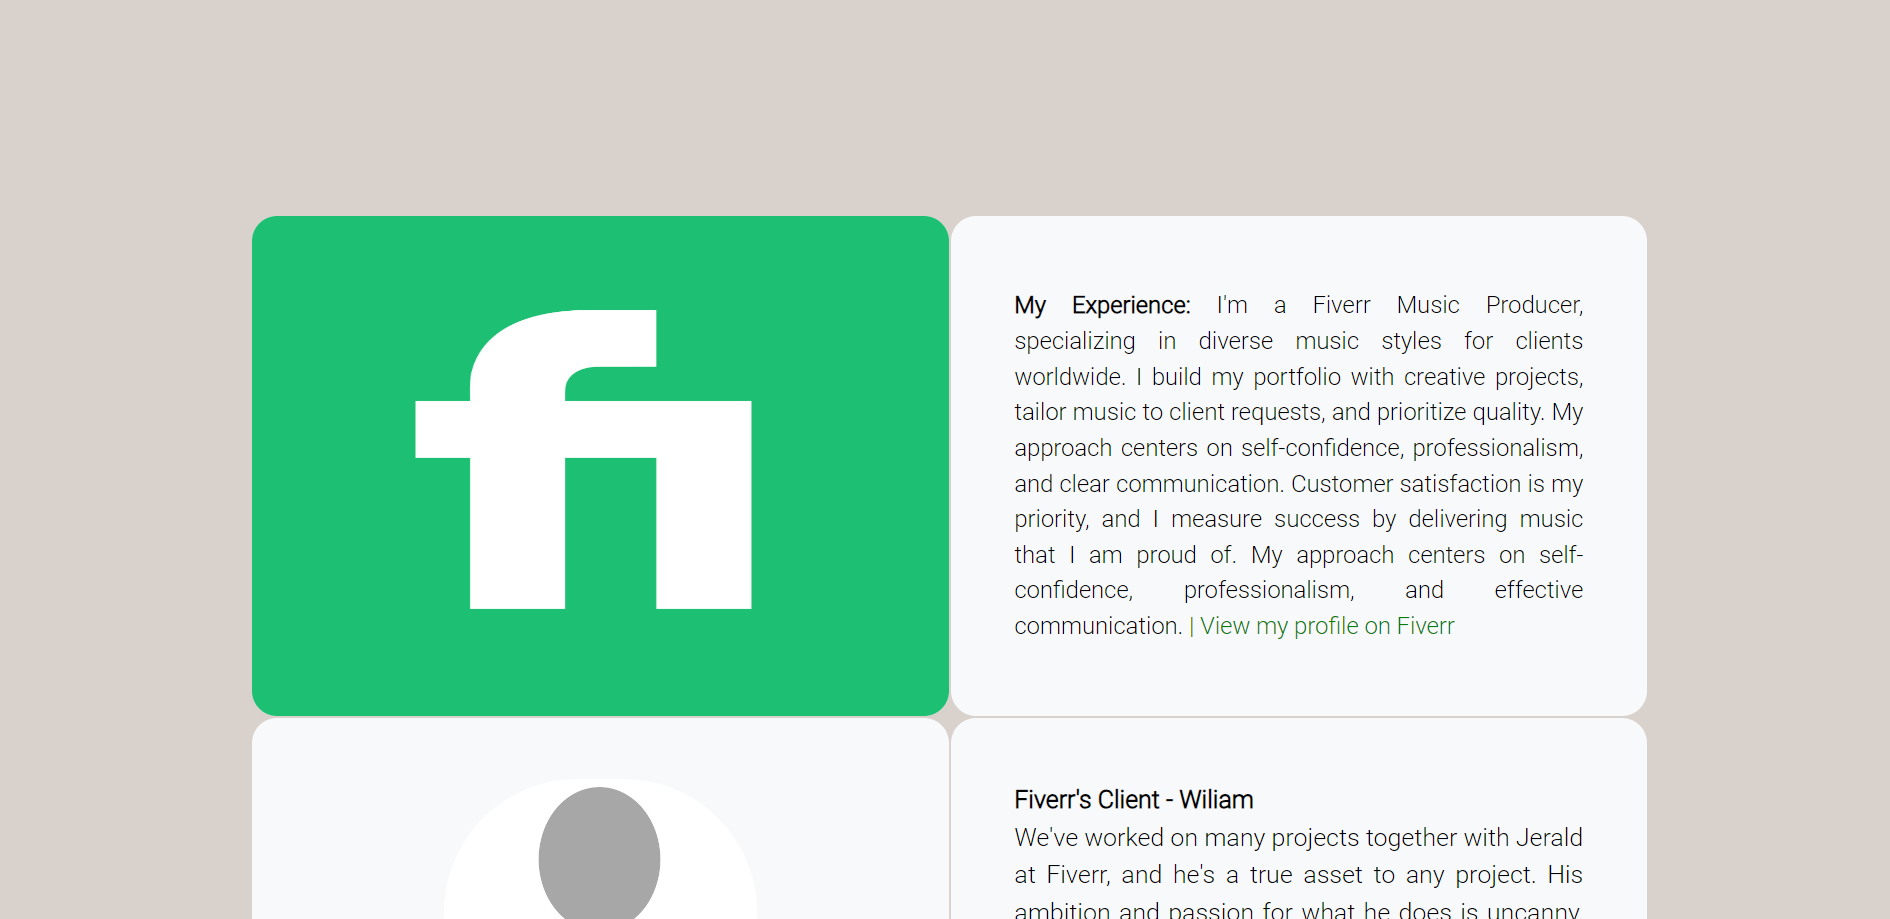 fi
My Experience: I'm a Fiverr Music Producer,
specializing in diverse music styles for clients
worldwide. I build my portfolio with creative projects,
tailor music to client requests, and prioritize quality. My
approach centers on self-confidence, professionalism,
and clear communication. Customer satisfaction is my
priority, and I measure success by delivering music
that I am proud of. My approach centers on self-
confidence, professionalism, and effective
communication. | View my profile on Fiverr
Fiverr's Client - Wiliam
We've worked on many projects together with Jerald
at Fiverr, and he's a true asset to any project. His
ambition and passion for what he does is uncanny.